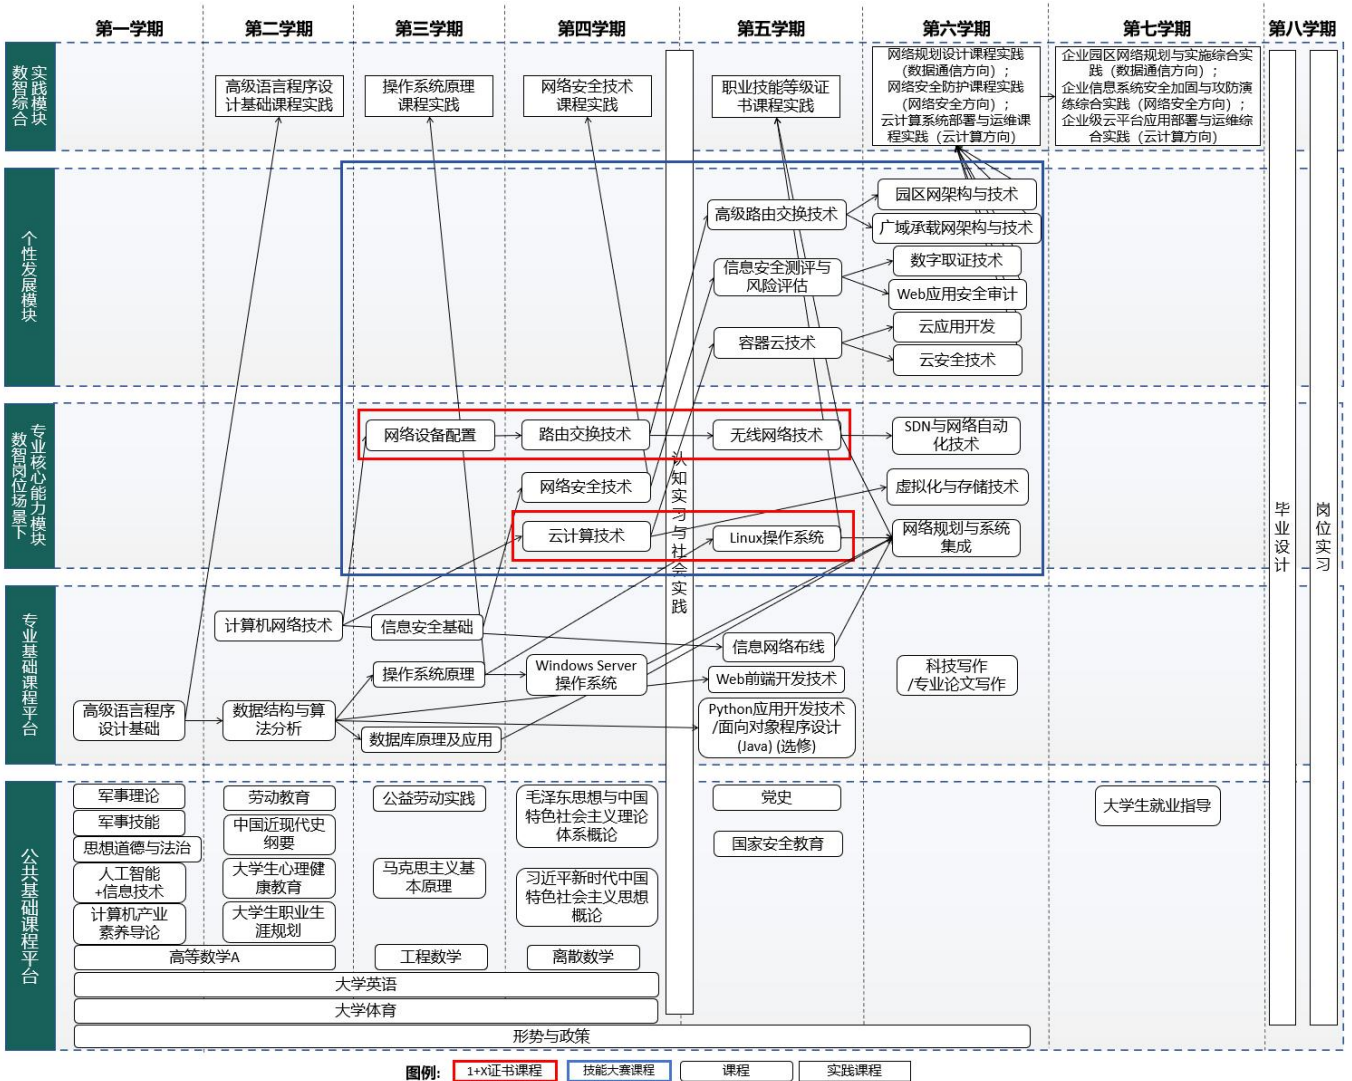 第一学期
第二学期
第三学期
第四学期
第五学期
第六学期
第七学期
第八学期
数智综合
实践模块
高级语言程序设
计基础课程实践
操作系统原理
课程实践
网络安全技术
课程实践
职业技能等级证
书课程实践
网络规划设计课程实践
（数据通信方向）；
网络安全防护课程实践
（网络安全方向）；
云计算系统部署与运维课
程实践（云计算方向）
企业园区网络规划与实施综合实
践（数据通信方向）；
企业信息系统安全加固与攻防演
练综合实践（网络安全方向）；
企业级云平台应用部署与运维综
合实践（云计算方向）
个性发展模块
高级路由交换技术
园区网架构与技术
广域承载网架构与技术
信息安全测评与
风险评估
数字取证技术
Web应用安全审计
容器云技术
云应用开发
云安全技术
数智岗位场景下
专业核心能力模块
网络设备配置
路由交换技术
无线网络技术
SDN与网络自动
化技术
网络安全技术
虚拟化与存储技术
云计算技术
Linux操作系统
网络规划与系统
集成
认知实习与社会实践
毕业设计
岗位实习
专业基础课程平台
计算机网络技术
信息安全基础
信息网络布线
操作系统原理
Windows Server
操作系统
Web前端开发技术
科技写作
/专业论文写作
高级语言程序
设计基础
数据结构与算
法分析
数据库原理及应用
Python应用开发技术
/面向对象程序设计
(Java) (选修)
公共基础课程平台
军事理论
军事技能
思想道德与法治
人工智能
+信息技术
计算机产业
素养导论
劳动教育
中国近现代史
纲要
大学生心理健
康教育
大学生职业生
涯规划
公益劳动实践
马克思主义基
本原理
毛泽东思想与中国
特色社会主义理论
体系概论
习近平新时代中国
特色社会主义思想
概论
党史
国家安全教育
大学生就业指导
高等数学A
工程数学
离散数学
大学英语
大学体育
形势与政策
图例:
1+X证书课程
技能大赛课程
课程
实践课程